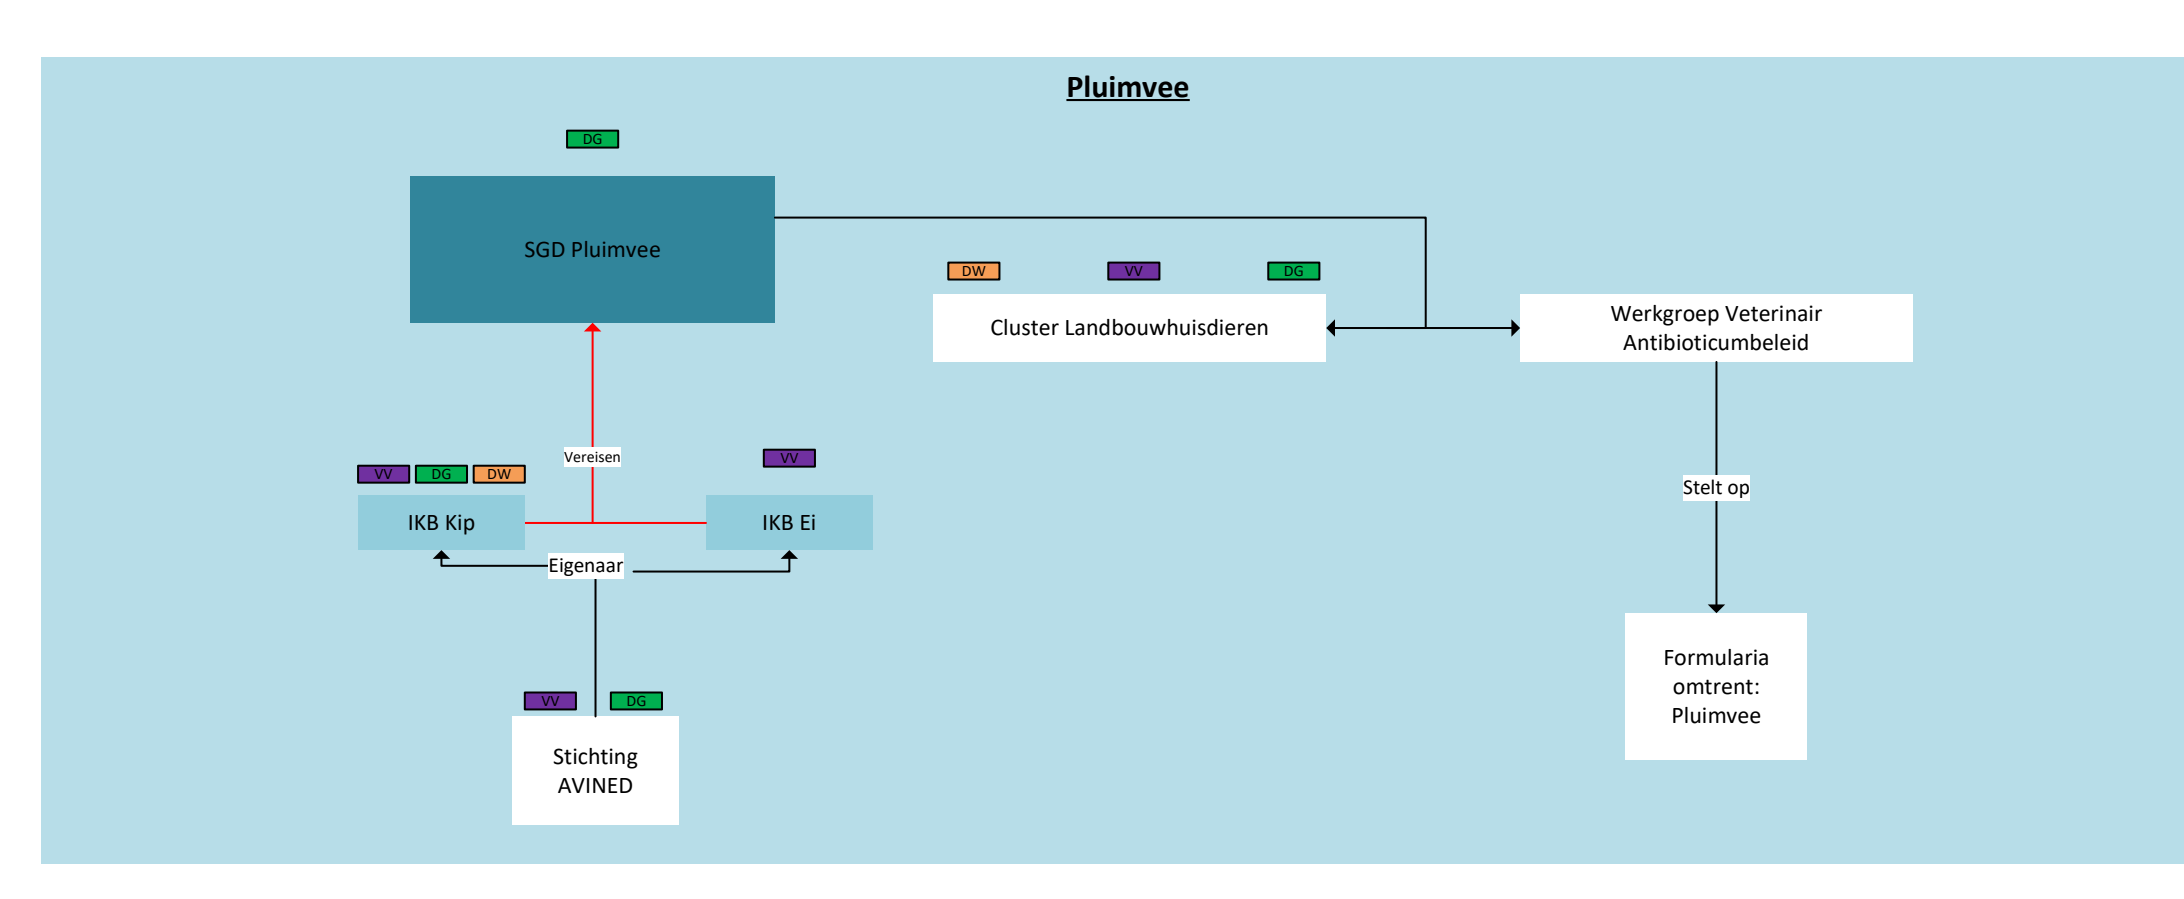 Pluimvee
DG
SGD Pluimvee
DW
VV
DG
Cluster Landbouwhuisdieren
Werkgroep Veterinair
Antibioticumbeleid
Vereisen
VV
DG
DW
VV
IKB Kip
IKB Ei
Stelt op
Eigenaar
VV
DG
Stichting
AVINED
Formularia
omtrent:
Pluimvee